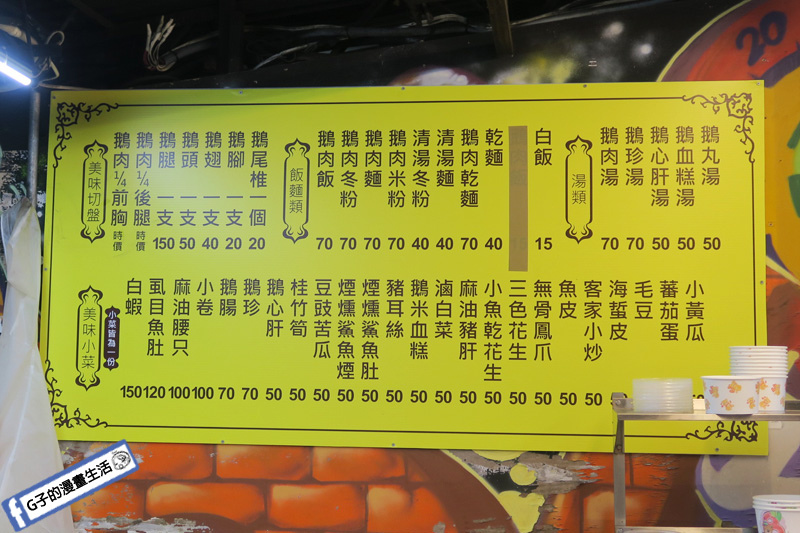 美味切盤
鵝肉¼前胸 時價
鵝肉¼後腿 時價
鵝腿一支 150
鵝頭一支 50
鵝翅一支 40
鵝腳一支 20
鵝尾椎一個 20
飯麵類
鵝肉飯 70
鵝肉冬粉 70
鵝肉麵 70
鵝肉米粉 70
清湯冬粉 40
清湯麵 40
鵝肉乾麵 70
乾麵 40
白飯 15
湯類
鵝肉湯 70
鵝珍湯 70
鵝心肝湯 50
鵝血糕湯 50
鵝丸湯 50
美味小菜
小菜皆為一份
白蝦 150
虱目魚肚 120
麻油腰只 100
小卷 100
鵝腸 70
鵝珍 70
鵝心肝 50
桂竹筍 50
豆豉苦瓜 50
煙燻鯊魚煙 50
煙燻鯊魚肚 50
豬耳絲 50
鵝米血糕 50
滷白菜 50
麻油豬肝 50
小魚乾花生 50
三色花生 50
無骨鳳爪 50
魚皮 50
客家小炒 50
海蜇皮
毛豆
蕃茄蛋
小黃瓜
20
G子的漫畫生活